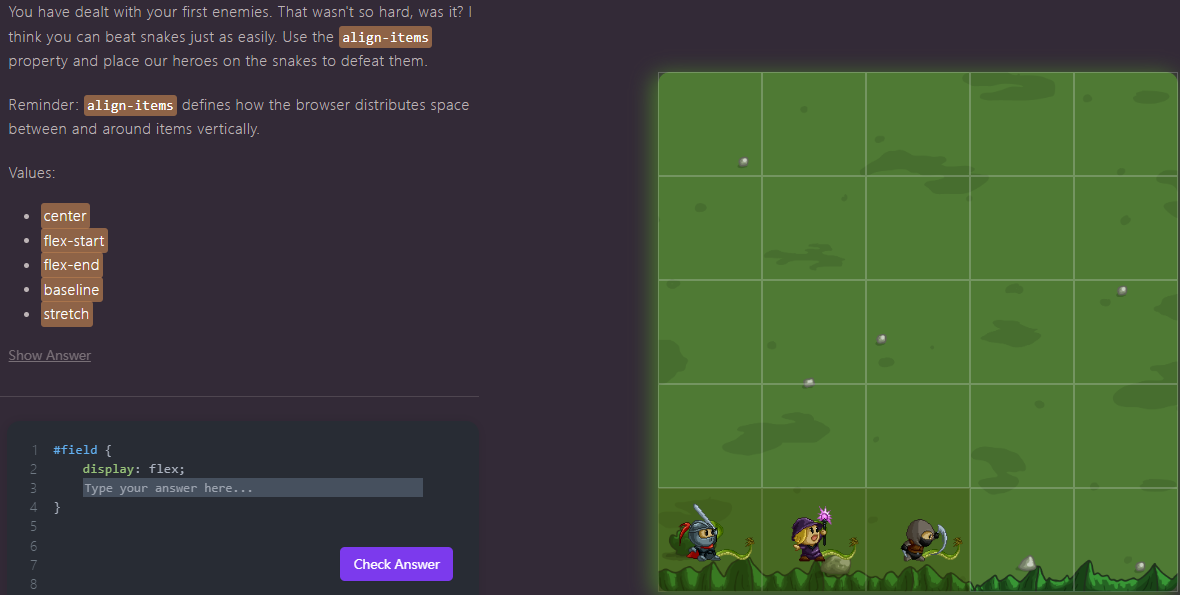 You have dealt with your first enemies. That wasn't so hard, was it? I
think you can beat snakes just as easily. Use the align-items
property and place our heroes on the snakes to defeat them.
Reminder: align-items defines how the browser distributes space
between and around items vertically.
Values:
center
flex-start
flex-end
baseline
stretch
Show Answer
1 #field {
2 display: flex;
3 Type your answer here...
4 }
5
6
7
8
Check Answer